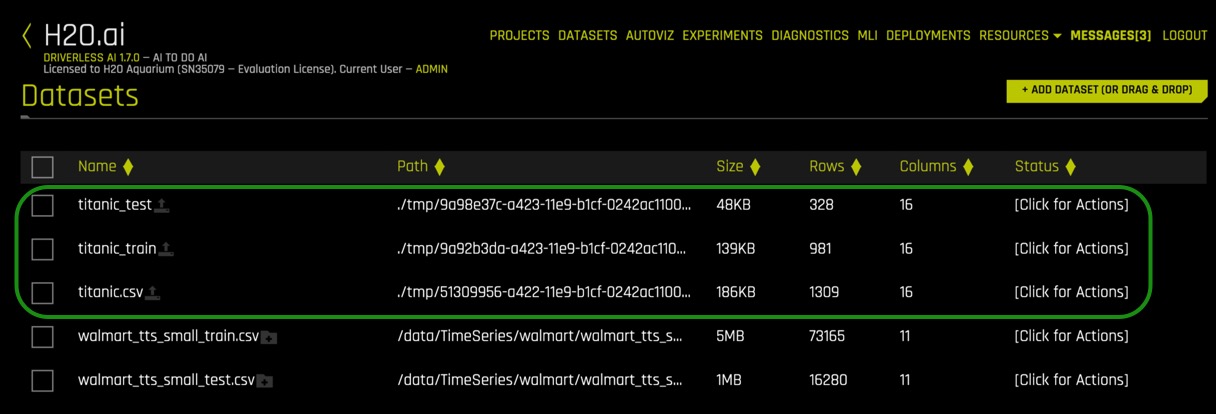 H2O.ai
PROJECTS DATASETS AUTOVIZ EXPERIMENTS DIAGNOSTICS MLI DEPLOYMENTS RESOURCES MESSAGES[3] LOGOUT
DRIVERLESS AI 1.7.0 — AI TO DO AI
Licensed to H2O Aquarium (SN35079 — Evaluation License). Current User — ADMIN
Datasets
+ ADD DATASET (OR DRAG & DROP)
Name Path Size Rows Columns Status
titanic_test ./tmp/9a98e37c-a423-11e9-b1cf-0242ac1100... 48KB 328 16 [Click for Actions]
titanic_train ./tmp/9a92b3da-a423-11e9-b1cf-0242ac110... 139KB 981 16 [Click for Actions]
titanic.csv ./tmp/51309956-a422-11e9-b1cf-0242ac1100... 186KB 1309 16 [Click for Actions]
walmart_tts_small_train.csv /data/TimeSeries/walmart/walmart_tts_s... 5MB 73165 11 [Click for Actions]
walmart_tts_small_test.csv /data/TimeSeries/walmart/walmart_tts_s... 1MB 16280 11 [Click for Actions]